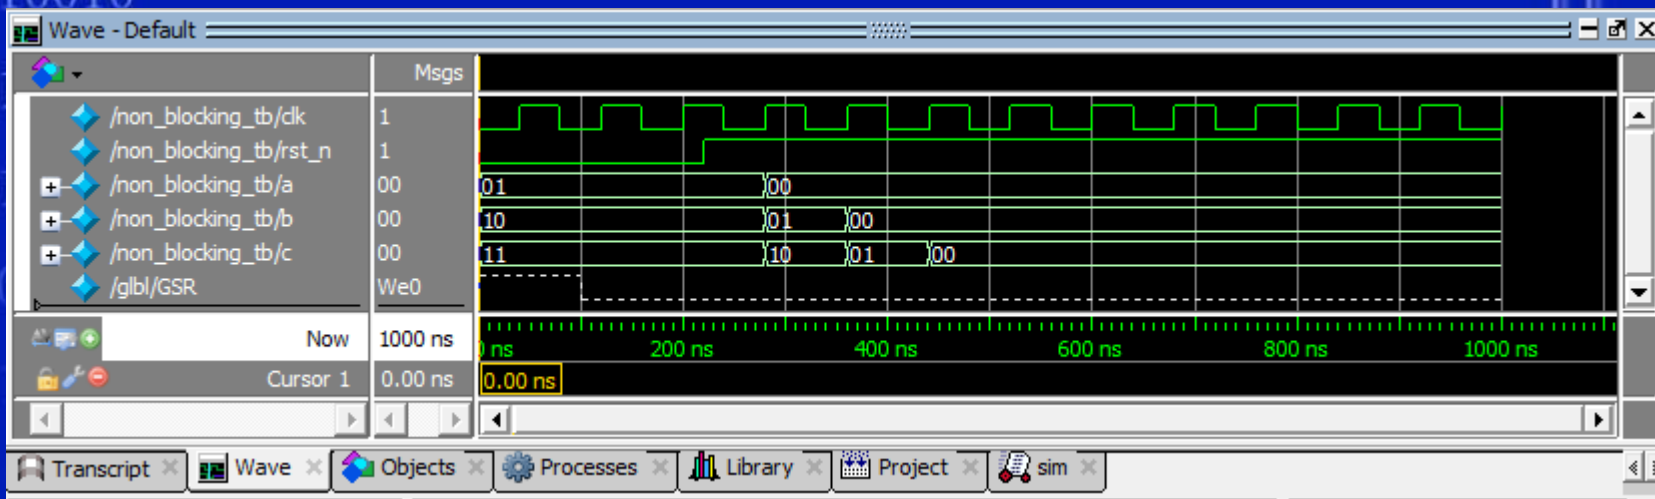 Wave - Default
Msgs
/non_blocking_tb/clk 1
/non_blocking_tb/rst_n 1
/non_blocking_tb/a 00 01 00
/non_blocking_tb/b 00 10 01 00
/non_blocking_tb/c 00 11 10 01 00
/glbl/GSR We0
Now 1000 ns ns 200 ns 400 ns 600 ns 800 ns 1000 ns
Cursor 1 0.00 ns 0.00 ns
Transcript Wave Objects Processes Library Project sim